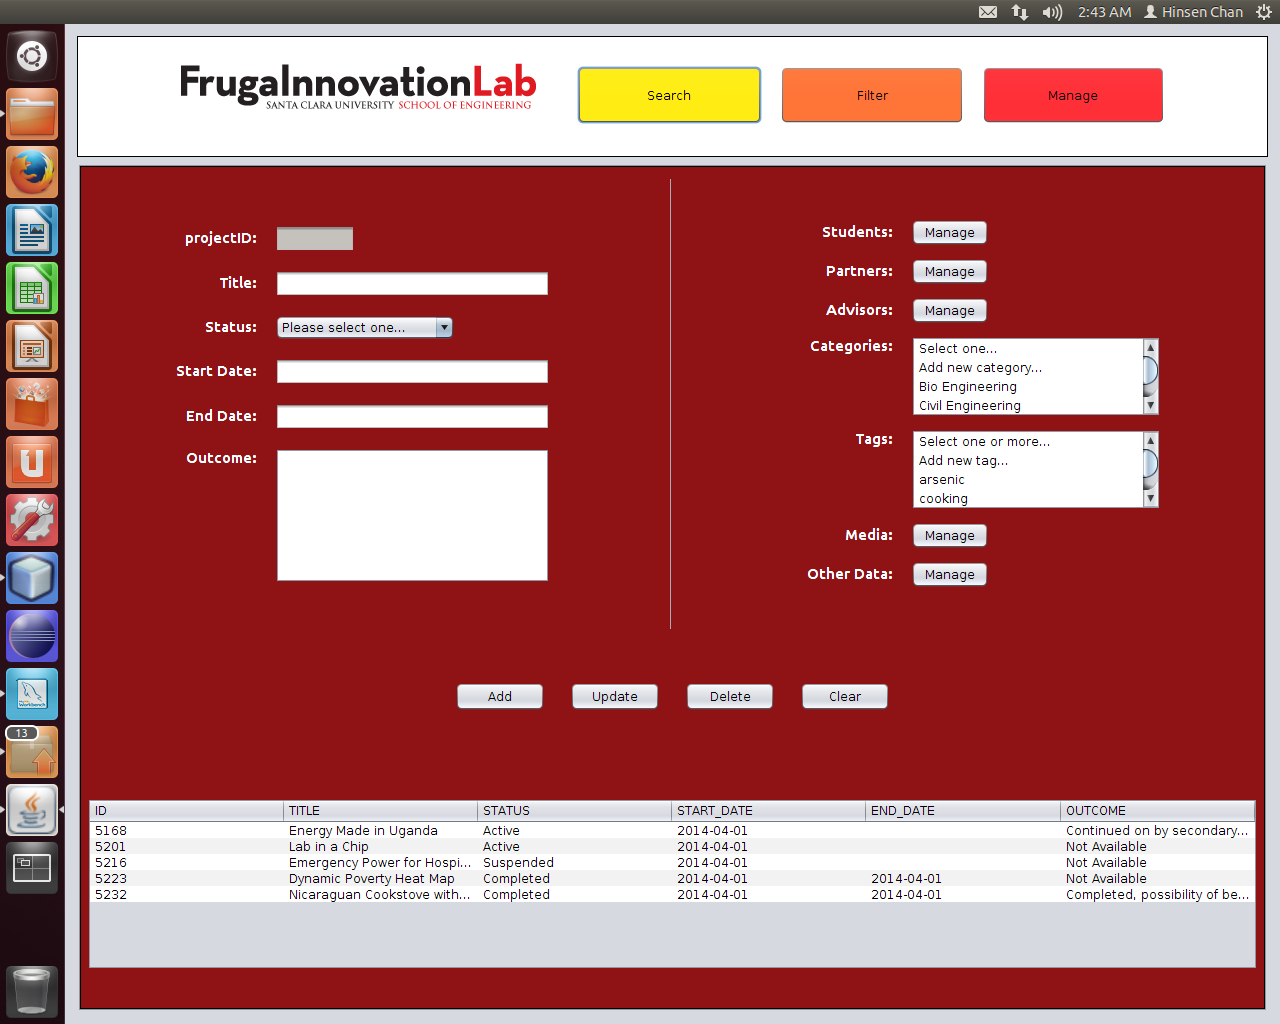 2:43 AM Hinsen Chan
FrugalInnovationLab
SANTA CLARA UNIVERSITY SCHOOL OF ENGINEERING
Search Filter Manage
projectID:
Title:
Status: Please select one...
Start Date:
End Date:
Outcome:
Students: Manage
Partners: Manage
Advisors: Manage
Categories: Select one...
Add new category...
Bio Engineering
Civil Engineering
Tags: Select one or more...
Add new tag...
arsenic
cooking
Media: Manage
Other Data: Manage
Add Update Delete Clear
13
Workbench
ID TITLE STATUS START_DATE END_DATE OUTCOME
5168 Energy Made in Uganda Active 2014-04-01 Continued on by secondary...
5201 Lab in a Chip Active 2014-04-01 Not Available
5216 Emergency Power for Hospi... Suspended 2014-04-01 Not Available
5223 Dynamic Poverty Heat Map Completed 2014-04-01 2014-04-01 Not Available
5232 Nicaraguan Cookstove with... Completed 2014-04-01 2014-04-01 Completed, possibility of be...